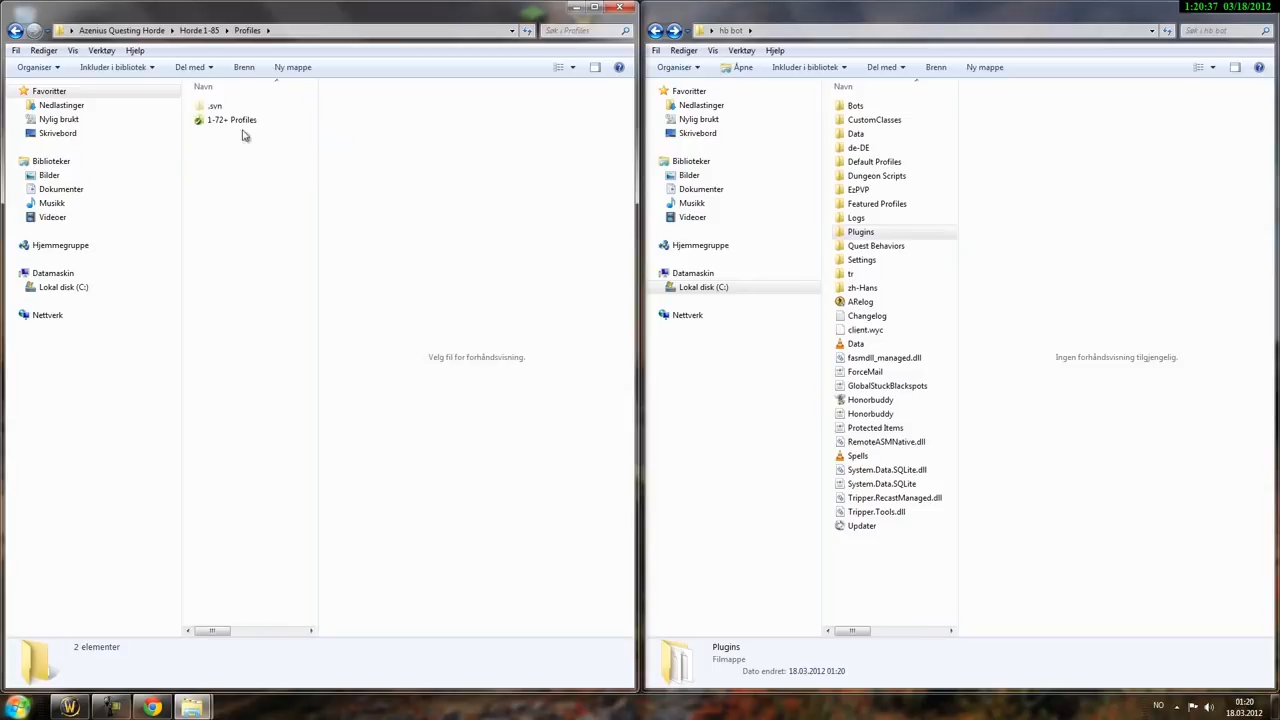 1:20:37 03/18/2012
Azenius Questing Horde ▸ Horde 1-85 ▸ Profiles ▸
Søk i Profiles
Fil Rediger Vis Verktøy Hjelp
Organiser Inkluder i bibliotek Del med Brenn Ny mappe
Favoritter
Nedlastinger
Nylig brukt
Skrivebord
Biblioteker
Bilder
Dokumenter
Musikk
Videoer
Hjemmegruppe
Datamaskin
Lokal disk (C:)
Nettverk
Navn
.svn
1-72+ Profiles
Velg fil for forhåndsvisning.
2 elementer
hb bot ▸
Søk i hb bot
Fil Rediger Vis Verktøy Hjelp
Organiser Åpne Inkluder i bibliotek Del med Brenn Ny mappe
Favoritter
Nedlastinger
Nylig brukt
Skrivebord
Biblioteker
Bilder
Dokumenter
Musikk
Videoer
Hjemmegruppe
Datamaskin
Lokal disk (C:)
Nettverk
Navn
Bots
CustomClasses
Data
de-DE
Default Profiles
Dungeon Scripts
EzPVP
Featured Profiles
Logs
Plugins
Quest Behaviors
Settings
tr
zh-Hans
ARelog
Changelog
client.wyc
Data
fasmdll_managed.dll
ForceMail
GlobalStuckBlackspots
Honorbuddy
Honorbuddy
Protected Items
RemoteASMNative.dll
Spells
System.Data.SQLite.dll
System.Data.SQLite
Tripper.RecastManaged.dll
Tripper.Tools.dll
Updater
Ingen forhåndsvisning tilgjengelig.
Plugins
Filmappe
Dato endret: 18.03.2012 01:20
NO
01:20
18.03.2012